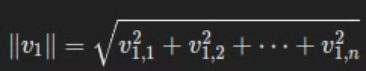 ‖v₁‖ = √(v²₁,₁ + v²₁,₂ + ⋯ + v²₁,ₙ)